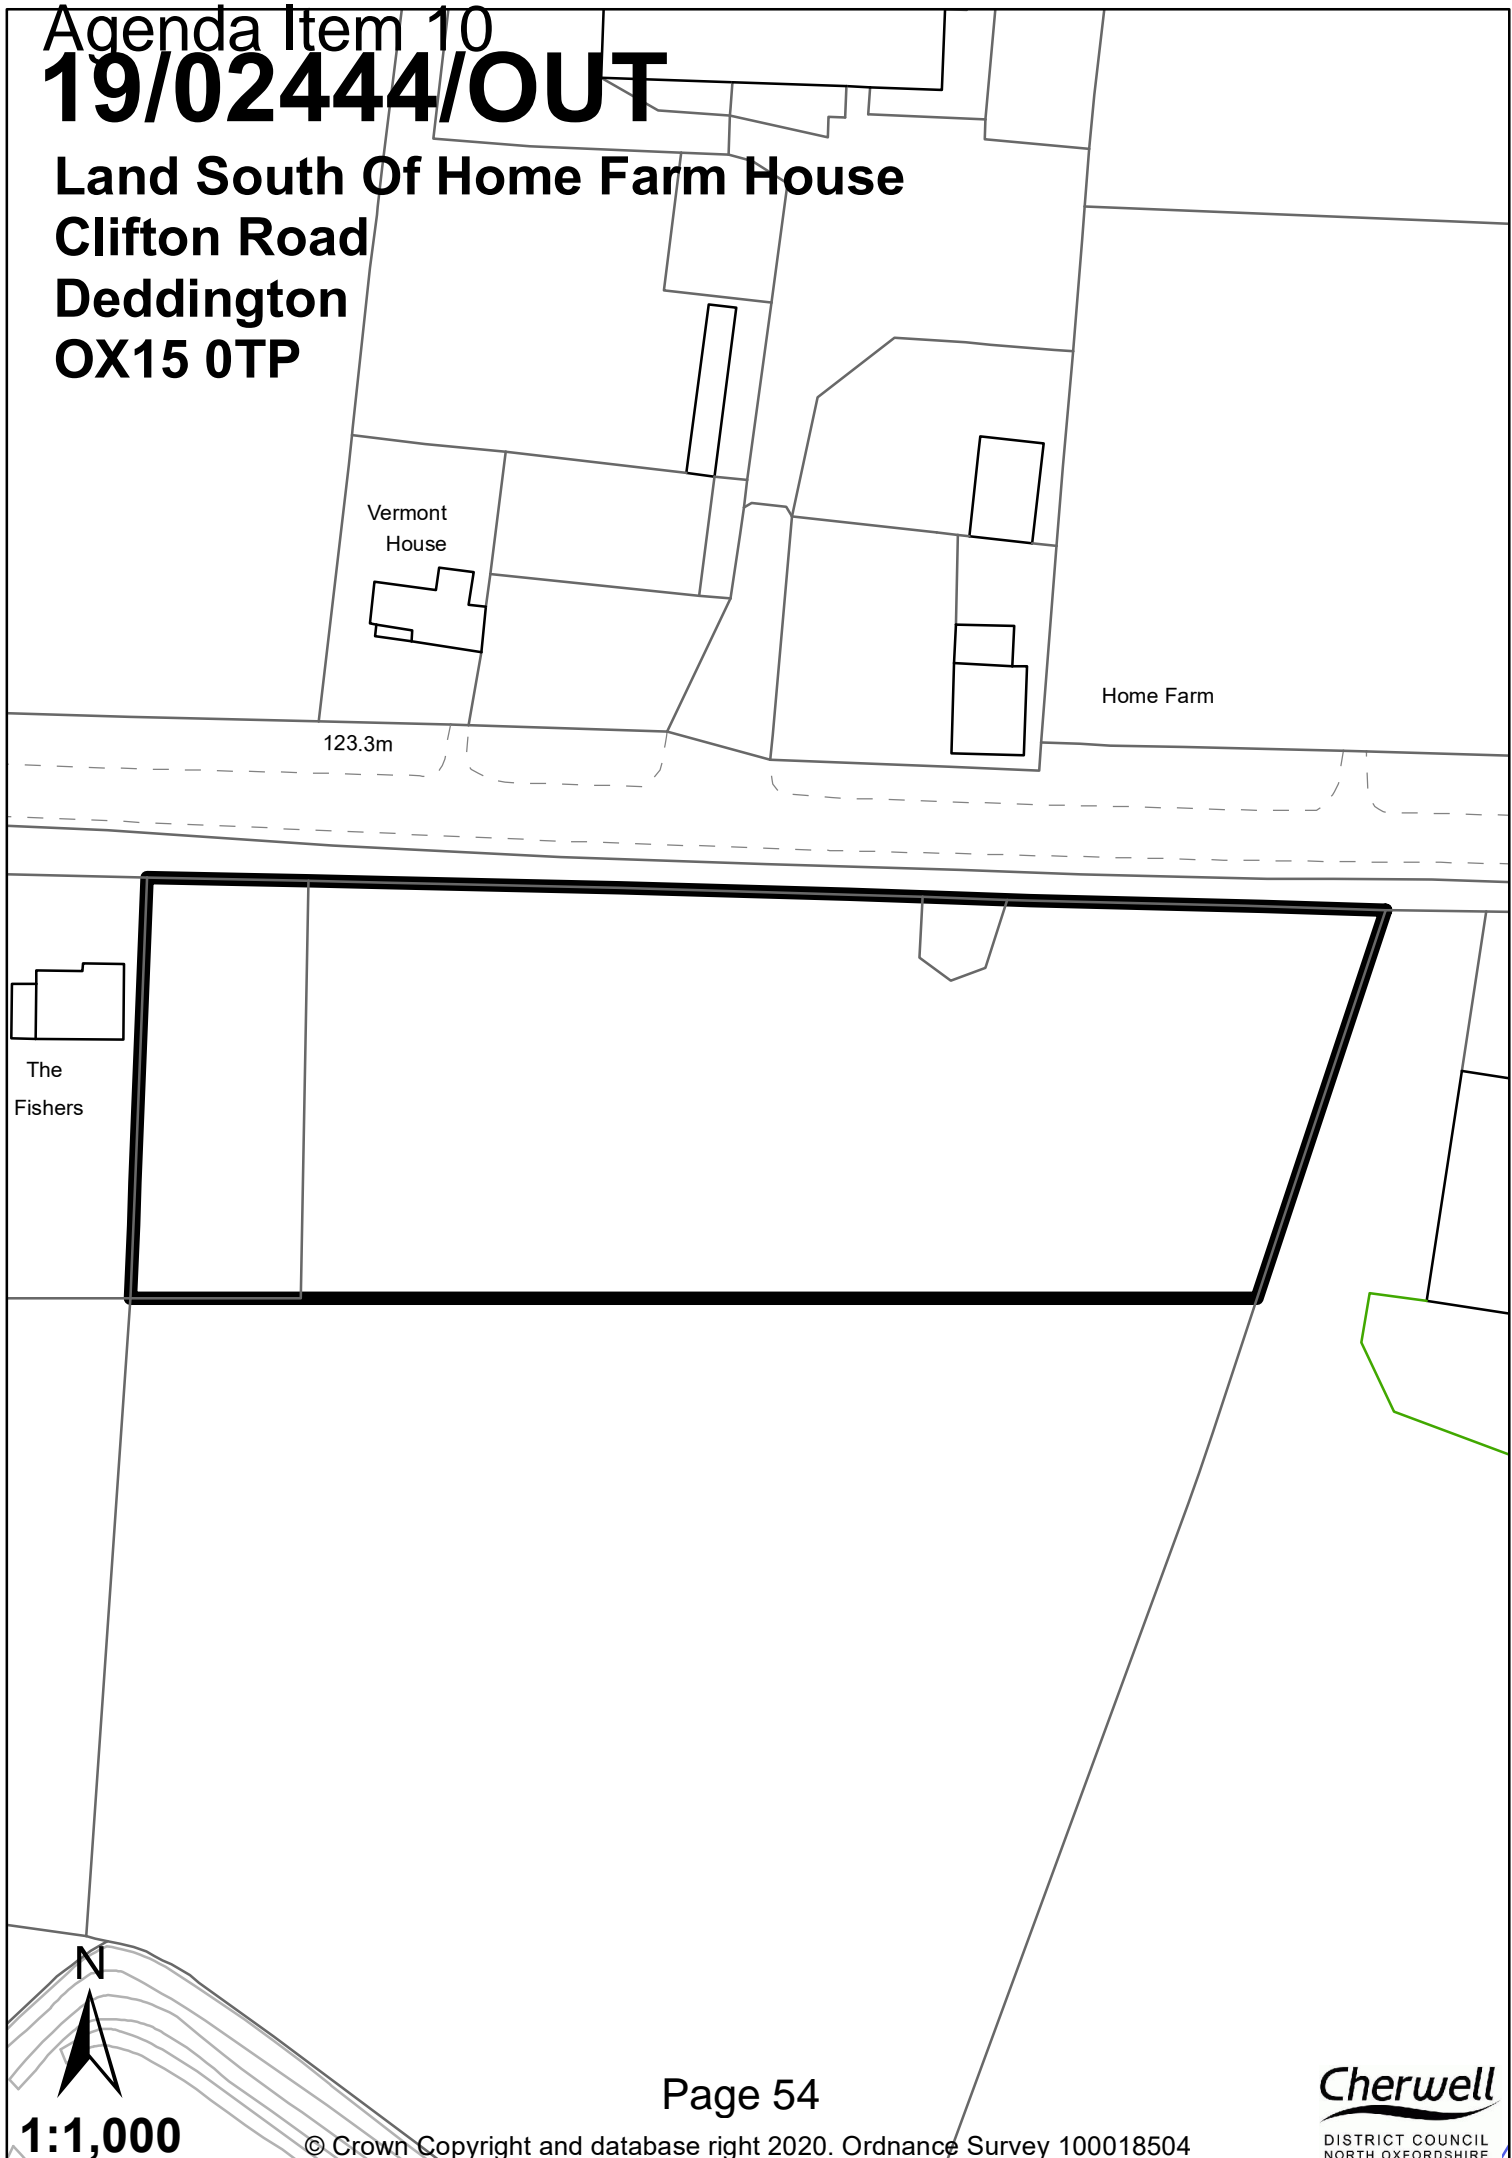 Agenda Item 10
19/02444/OUT
Land South Of Home Farm House
Clifton Road
Deddington
OX15 0TP
Vermont
House
Home Farm
123.3m
The
Fishers
N
1:1,000
Page 54
© Crown Copyright and database right 2020. Ordnance Survey 100018504
Cherwell
DISTRICT COUNCIL
NORTH OXFORDSHIRE